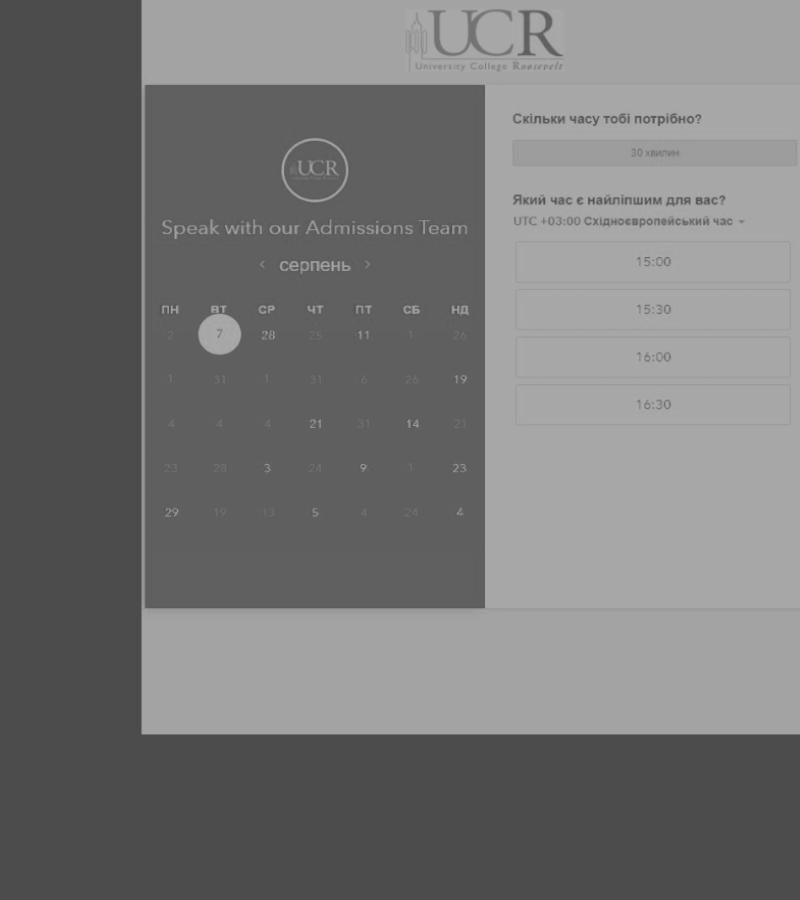 UCR
University College Roosevelt
UCR
Speak with our Admissions Team
‹ серпень ›
ПН ВТ СР ЧТ ПТ СБ НД
2 7 28 25 11 1 26
1 31 1 31 6 26 19
4 4 4 21 31 14 21
23 28 3 24 9 1 23
29 19 13 5 4 24 4
Скільки часу тобі потрібно?
30 хвилин
Який час є найліпшим для вас?
UTC +03:00 Східноєвропейський час
15:00
15:30
16:00
16:30